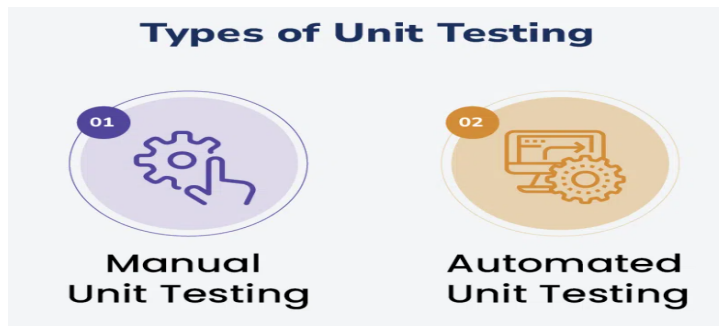 Types of Unit Testing
01
Manual
Unit Testing
02
Automated
Unit Testing